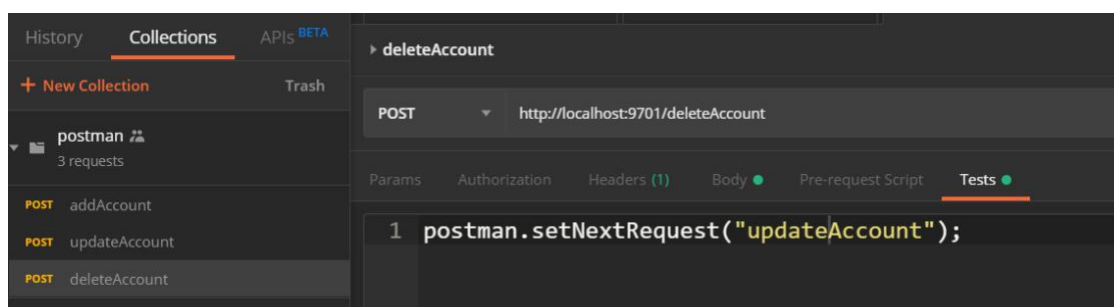 History Collections APIs BETA
+ New Collection Trash
postman
3 requests
POST addAccount
POST updateAccount
POST deleteAccount
deleteAccount
POST http://localhost:9701/deleteAccount
Params Authorization Headers (1) Body Pre-request Script Tests
1 postman.setNextRequest("updateAccount");